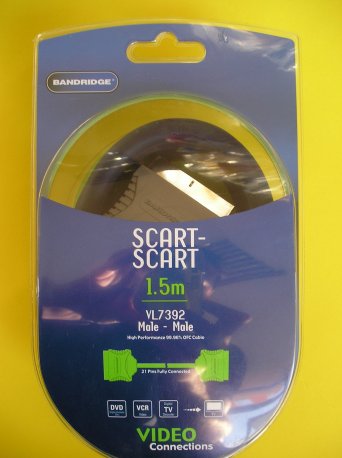 BANDRIDGE
SCART-
SCART
1.5m
VL7392
Male - Male
High Performance 99.96% OFC Cable
21 Pins Fully Connected
DVD
VCR
TV
VIDEO
Connections